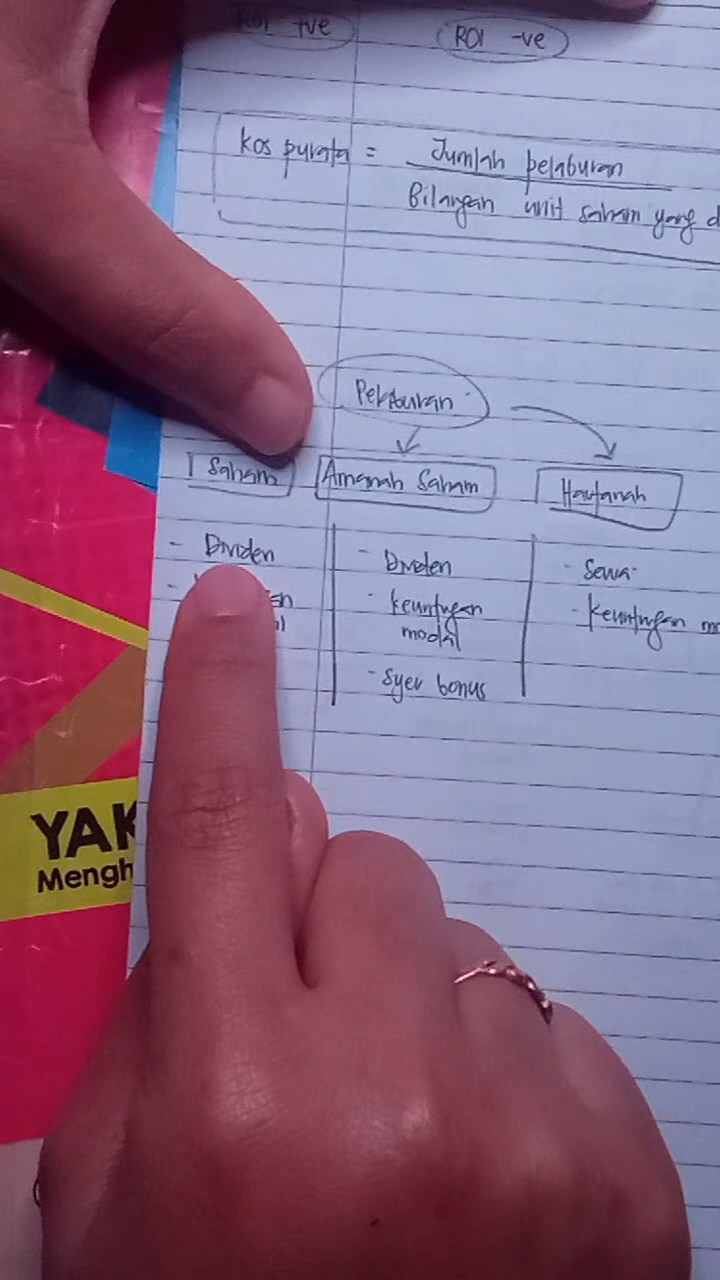 ROI +ve
ROI -ve
Kos purata = Jumlah pelaburan
Bilangan unit saham yang d
Pelaburan
Saham
Amanah Saham
Hartanah
- Dividen
- Dividen
- Keuntungan
modal
- Syer bonus
- Sewa
- Keuntungan mo
YAK
Mengh